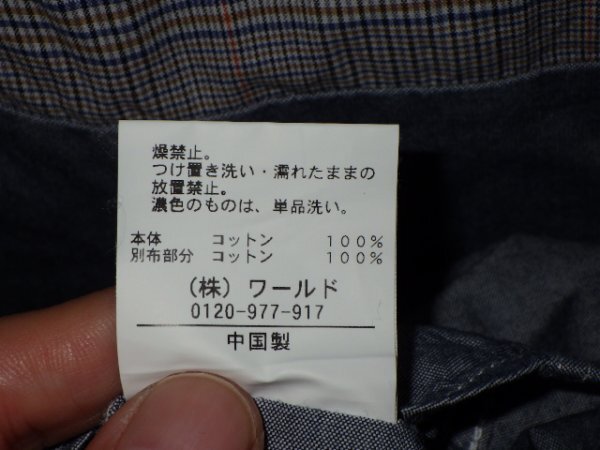 燥禁止。
つけ置き洗い・濡れたままの
放置禁止。
濃色のものは、単品洗い。
本体 コットン 100%
別布部分 コットン 100%
(株)ワールド
0120-977-917
中国製